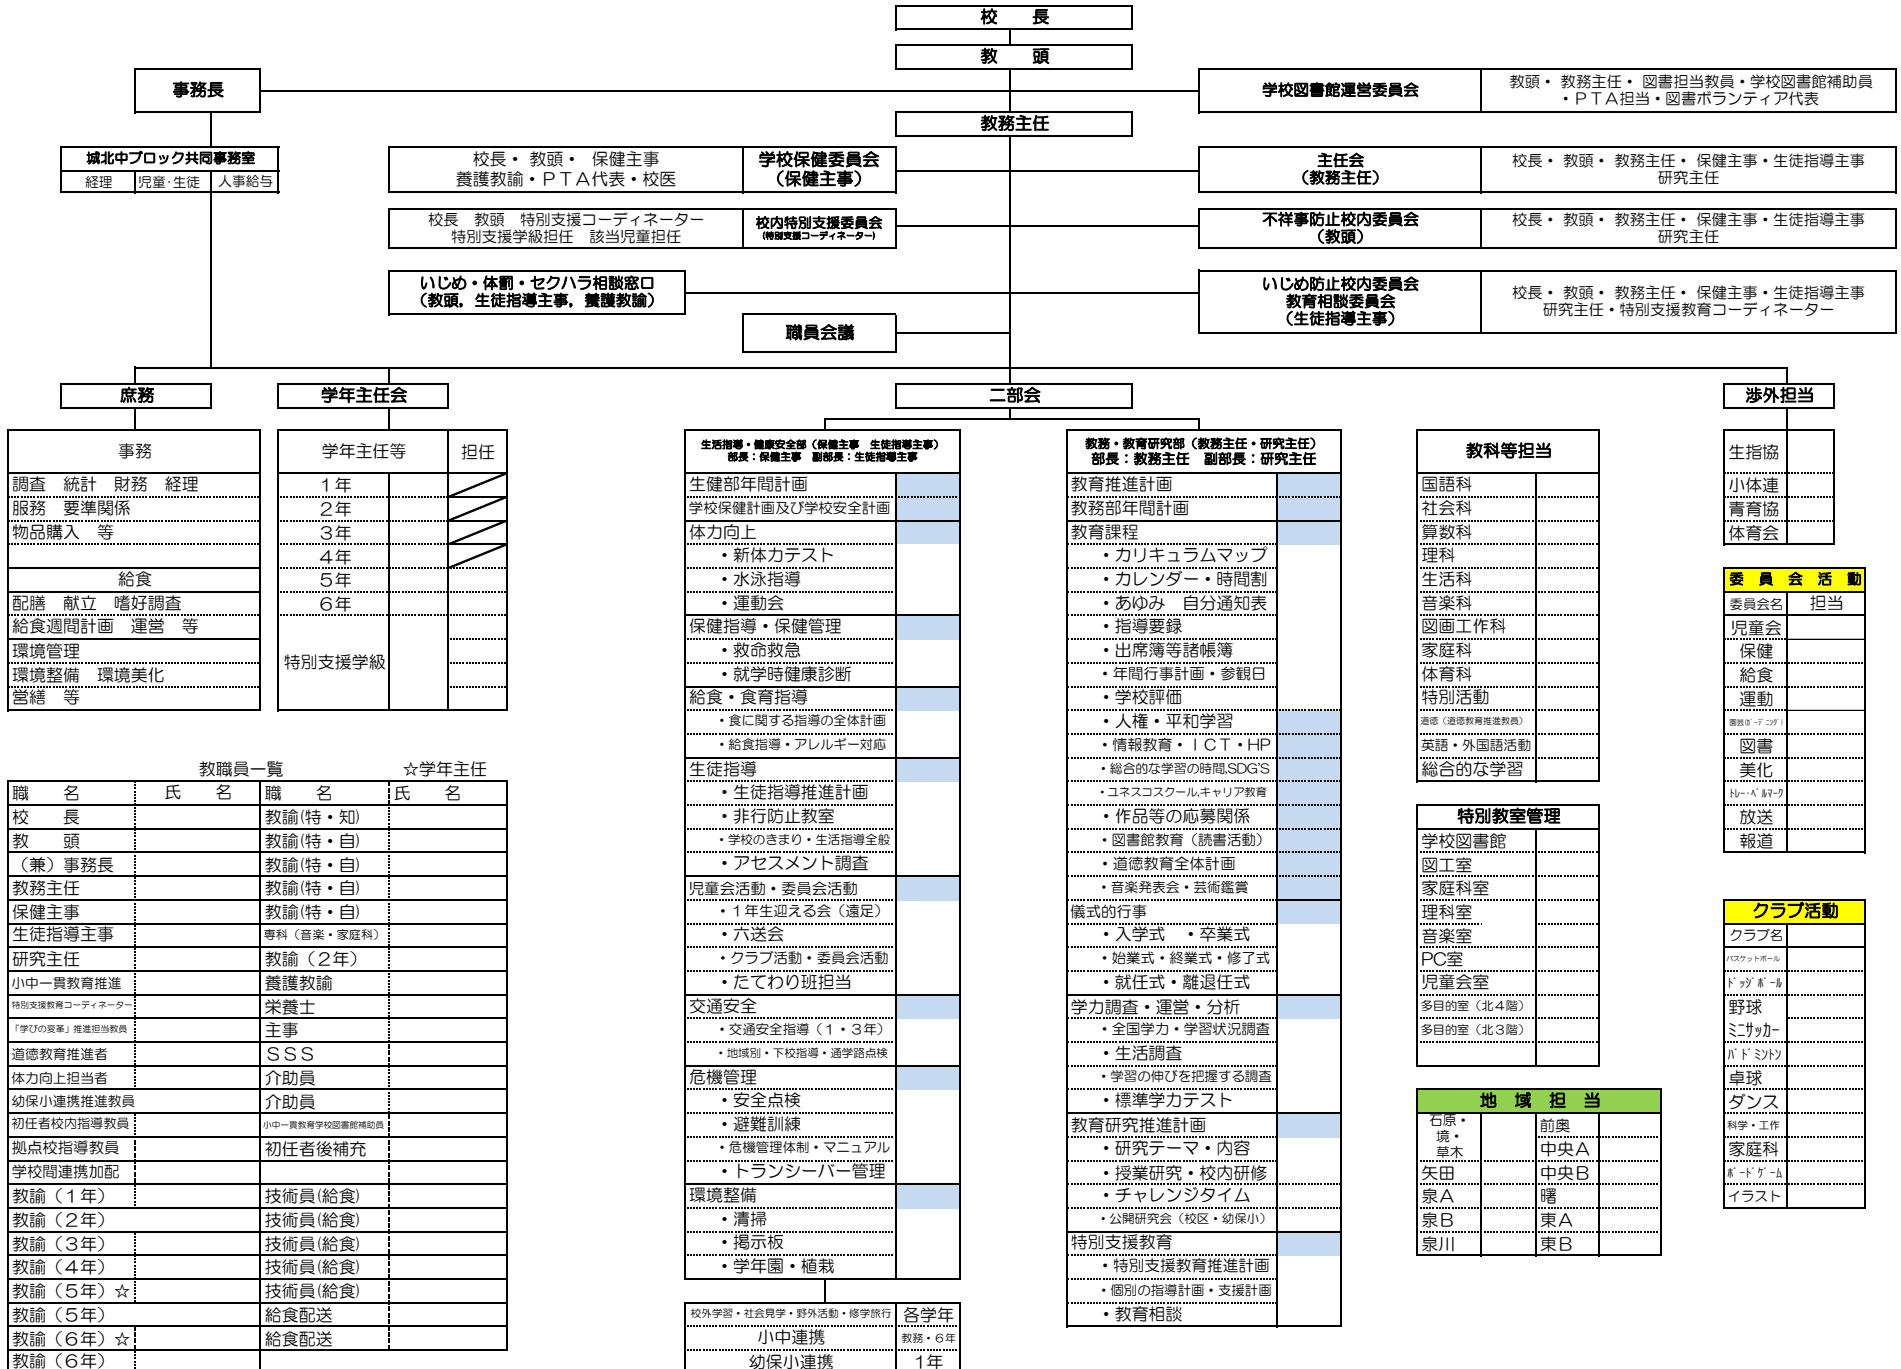 校　長
教　頭
事務長
学校図書館運営委員会
教頭・ 教務主任・ 図書担当教員・学校図書館補助員
・ＰＴＡ担当・図書ボランティア代表
教務主任
城北中ブロック共同事務室
経理　児童･生徒　人事給与
校長・ 教頭・　保健主事
養護教諭・ＰＴＡ代表・校医
学校保健委員会
（保健主事）
主任会
（教務主任）
校長・ 教頭・ 教務主任・ 保健主事・生徒指導主事
研究主任
校長　教頭　特別支援コーディネーター
特別支援学級担任　該当児童担任
校内特別支援委員会
（特別支援コーディネーター）
不祥事防止校内委員会
（教頭）
校長・ 教頭・ 教務主任・ 保健主事・生徒指導主事
研究主任
いじめ・体罰・セクハラ相談窓口
（教頭，生徒指導主事，養護教諭）
いじめ防止校内委員会
教育相談委員会
（生徒指導主事）
校長・ 教頭・ 教務主任・ 保健主事・生徒指導主事
研究主任・特別支援教育コーディネーター
職員会議
庶務
学年主任会
二部会
渉外担当
事務
調査　統計　財務　経理
服務　要準関係
物品購入　等
給食
配膳　献立　嗜好調査
給食週間計画　運営　等
環境管理
環境整備　環境美化
営繕　等
学年主任等　担任
１年
２年
３年
４年
５年
６年
特別支援学級
生活指導・健康安全部（保健主事　生徒指導主事）
部長：保健主事　副部長：生徒指導主事
生健部年間計画
学校保健計画及び学校安全計画
体力向上
・新体力テスト
・水泳指導
・運動会
保健指導・保健管理
・救命救急
・就学時健康診断
給食・食育指導
・食に関する指導の全体計画
・給食指導・アレルギー対応
生徒指導
・生徒指導推進計画
・非行防止教室
・学校のきまり・生活指導全般
・アセスメント調査
児童会活動・委員会活動
・１年生迎える会（遠足）
・六送会
・クラブ活動・委員会活動
・たてわり班担当
交通安全
・交通安全指導（１・３年）
・地域別・下校指導・通学路点検
危機管理
・安全点検
・避難訓練
・危機管理体制・マニュアル
・トランシーバー管理
環境整備
・清掃
・掲示板
・学年園・植栽
校外学習・社会見学・野外活動・修学旅行　各学年
小中連携　教務・６年
幼保小連携　１年
教務・教育研究部（教務主任・研究主任）
部長：教務主任　副部長：研究主任
教育推進計画
教務部年間計画
教育課程
・カリキュラムマップ
・カレンダー・時間割
・あゆみ　自分通知表
・指導要録
・出席簿等諸帳簿
・年間行事計画・参観日
・学校評価
・人権・平和学習
・情報教育・ＩＣＴ・HP
・総合的な学習の時間,SDG'S
・ユネスコスクール,キャリア教育
・作品等の応募関係
・図書館教育（読書活動）
・道徳教育全体計画
・音楽発表会・芸術鑑賞
儀式的行事
・入学式　・卒業式
・始業式・終業式・修了式
・就任式・離退任式
学力調査・運営・分析
・全国学力・学習状況調査
・生活調査
・学習の伸びを把握する調査
・標準学力テスト
教育研究推進計画
・研究テーマ・内容
・授業研究・校内研修
・チャレンジタイム
・公開研究会（校区・幼保小）
特別支援教育
・特別支援教育推進計画
・個別の指導計画・支援計画
・教育相談
教科等担当
国語科
社会科
算数科
理科
生活科
音楽科
図画工作科
家庭科
体育科
特別活動
道徳（道徳教育推進教員）
英語・外国語活動
総合的な学習
特別教室管理
学校図書館
図工室
家庭科室
理科室
音楽室
PC室
児童会室
多目的室（北４階）
多目的室（北３階）
地　域　担　当
石原・
境・
草木
前奥
中央Ａ
矢田　中央Ｂ
泉Ａ　曙
泉Ｂ　東Ａ
泉川　東Ｂ
生指協
小体連
青育協
体育会
委　員　会　活　動
委員会名　担当
児童会
保健
給食
運動
園芸(ｶﾞｰﾃﾞﾆﾝｸﾞ)
図書
美化
ﾄﾚｰ･ﾍﾞﾙﾏｰｸ
放送
報道
クラブ活動
クラブ名
バスケットボール
ﾄﾞｯｼﾞﾎﾞｰﾙ
野球
ﾐﾆｻｯｶｰ
ﾊﾞﾄﾞﾐﾝﾄﾝ
卓球
ダンス
科学・工作
家庭科
ﾎﾞｰﾄﾞｹﾞｰﾑ
イラスト
教職員一覧　☆学年主任
職　名　氏　名　職　名　氏　名
校　長　教諭(特・知)
教　頭　教諭(特・自)
（兼）事務長　教諭(特・自)
教務主任　教諭(特・自)
保健主事　教諭(特・自)
生徒指導主事　専科（音楽・家庭科）
研究主任　教諭（２年）
小中一貫教育推進　養護教諭
特別支援教育コーディネーター　栄養士
「学びの変革」推進担当教員　主事
道徳教育推進者　ＳＳＳ
体力向上担当者　介助員
幼保小連携推進教員　介助員
初任者校内指導教員　小中一貫教育学校図書館補助員
拠点校指導教員　初任者後補充
学校間連携加配
教諭（１年）　技術員(給食)
教諭（２年）　技術員(給食)
教諭（３年）　技術員(給食)
教諭（４年）　技術員(給食)
教諭（５年）☆　技術員(給食)
教諭（５年）　給食配送
教諭（６年）☆　給食配送
教諭（６年）